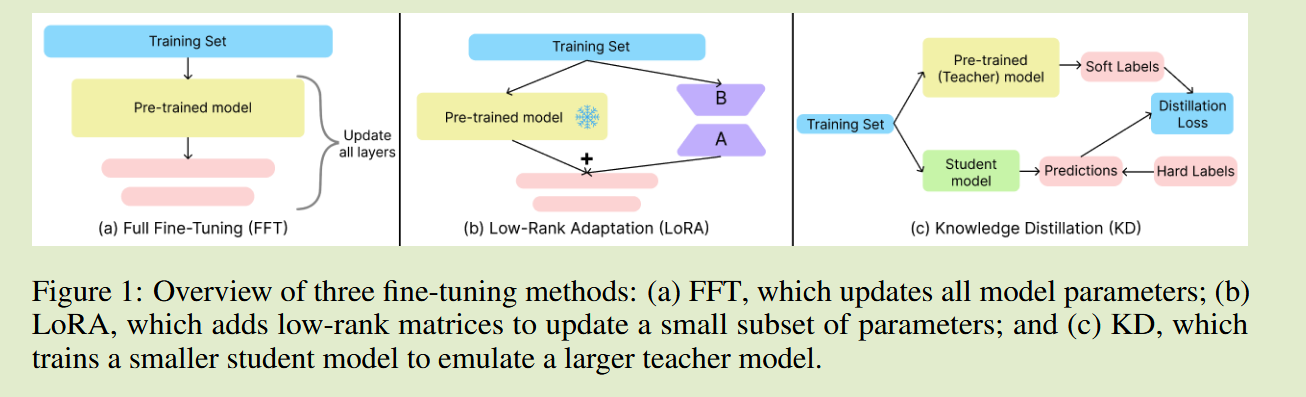 Training Set
Pre-trained model
Update
all layers
(a) Full Fine-Tuning (FFT)
Training Set
Pre-trained model
B
A
+
(b) Low-Rank Adaptation (LoRA)
Training Set
Pre-trained
(Teacher) model
Soft Labels
Distillation
Loss
Student
model
Predictions
Hard Labels
(c) Knowledge Distillation (KD)
Figure 1: Overview of three fine-tuning methods: (a) FFT, which updates all model parameters; (b)
LoRA, which adds low-rank matrices to update a small subset of parameters; and (c) KD, which
trains a smaller student model to emulate a larger teacher model.